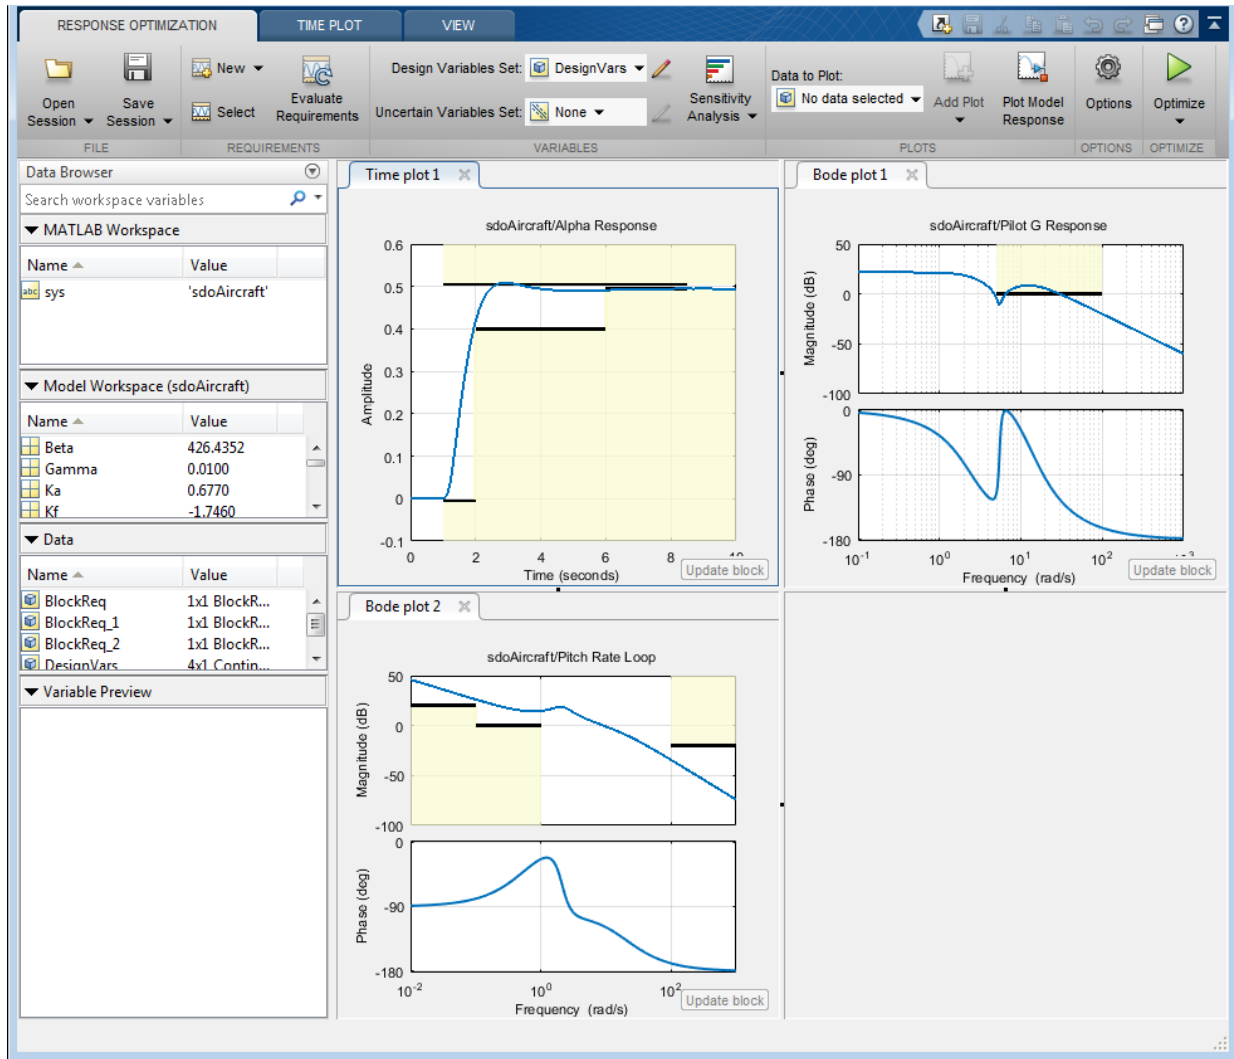 RESPONSE OPTIMIZATION TIME PLOT VIEW
Open Session
Save Session
New
Select
Evaluate Requirements
Design Variables Set: DesignVars
Uncertain Variables Set: None
Sensitivity Analysis
Data to Plot:
No data selected
Add Plot
Plot Model Response
Options
Optimize
FILE REQUIREMENTS VARIABLES PLOTS OPTIONS OPTIMIZE
Data Browser
Search workspace variables
MATLAB Workspace
Name Value
abc sys 'sdoAircraft'
Model Workspace (sdoAircraft)
Name Value
Beta 426.4352
Gamma 0.0100
Ka 0.6770
Kf -1.7460
Data
Name Value
BlockReq 1x1 BlockR...
BlockReq_1 1x1 BlockR...
BlockReq_2 1x1 BlockR...
DesignVars 4x1 Contin...
Variable Preview
Time plot 1
sdoAircraft/Alpha Response
Amplitude
0.6
0.5
0.4
0.3
0.2
0.1
0
-0.1
0 2 4 6 8 10
Time (seconds)
Update block
Bode plot 1
sdoAircraft/Pilot G Response
Magnitude (dB)
50
0
-50
-100
Phase (deg)
0
-90
-180
10-1 100 101 102
Frequency (rad/s)
Update block
Bode plot 2
sdoAircraft/Pitch Rate Loop
Magnitude (dB)
50
0
-50
-100
Phase (deg)
0
-90
-180
10-2 100 102
Frequency (rad/s)
Update block